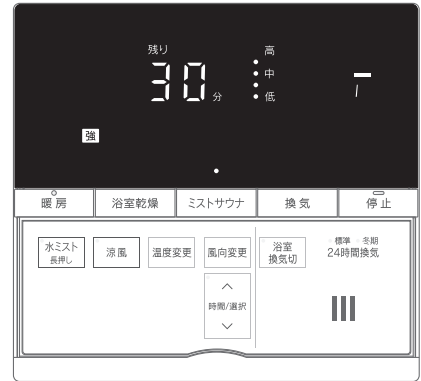 残り 高
30分 中
低
強
暖房 浴室乾燥 ミストサウナ 換気 停止
水ミスト 長押し
涼風
温度変更
風向変更
浴室 換気切
標準 冬期
24時間換気
時間/選択